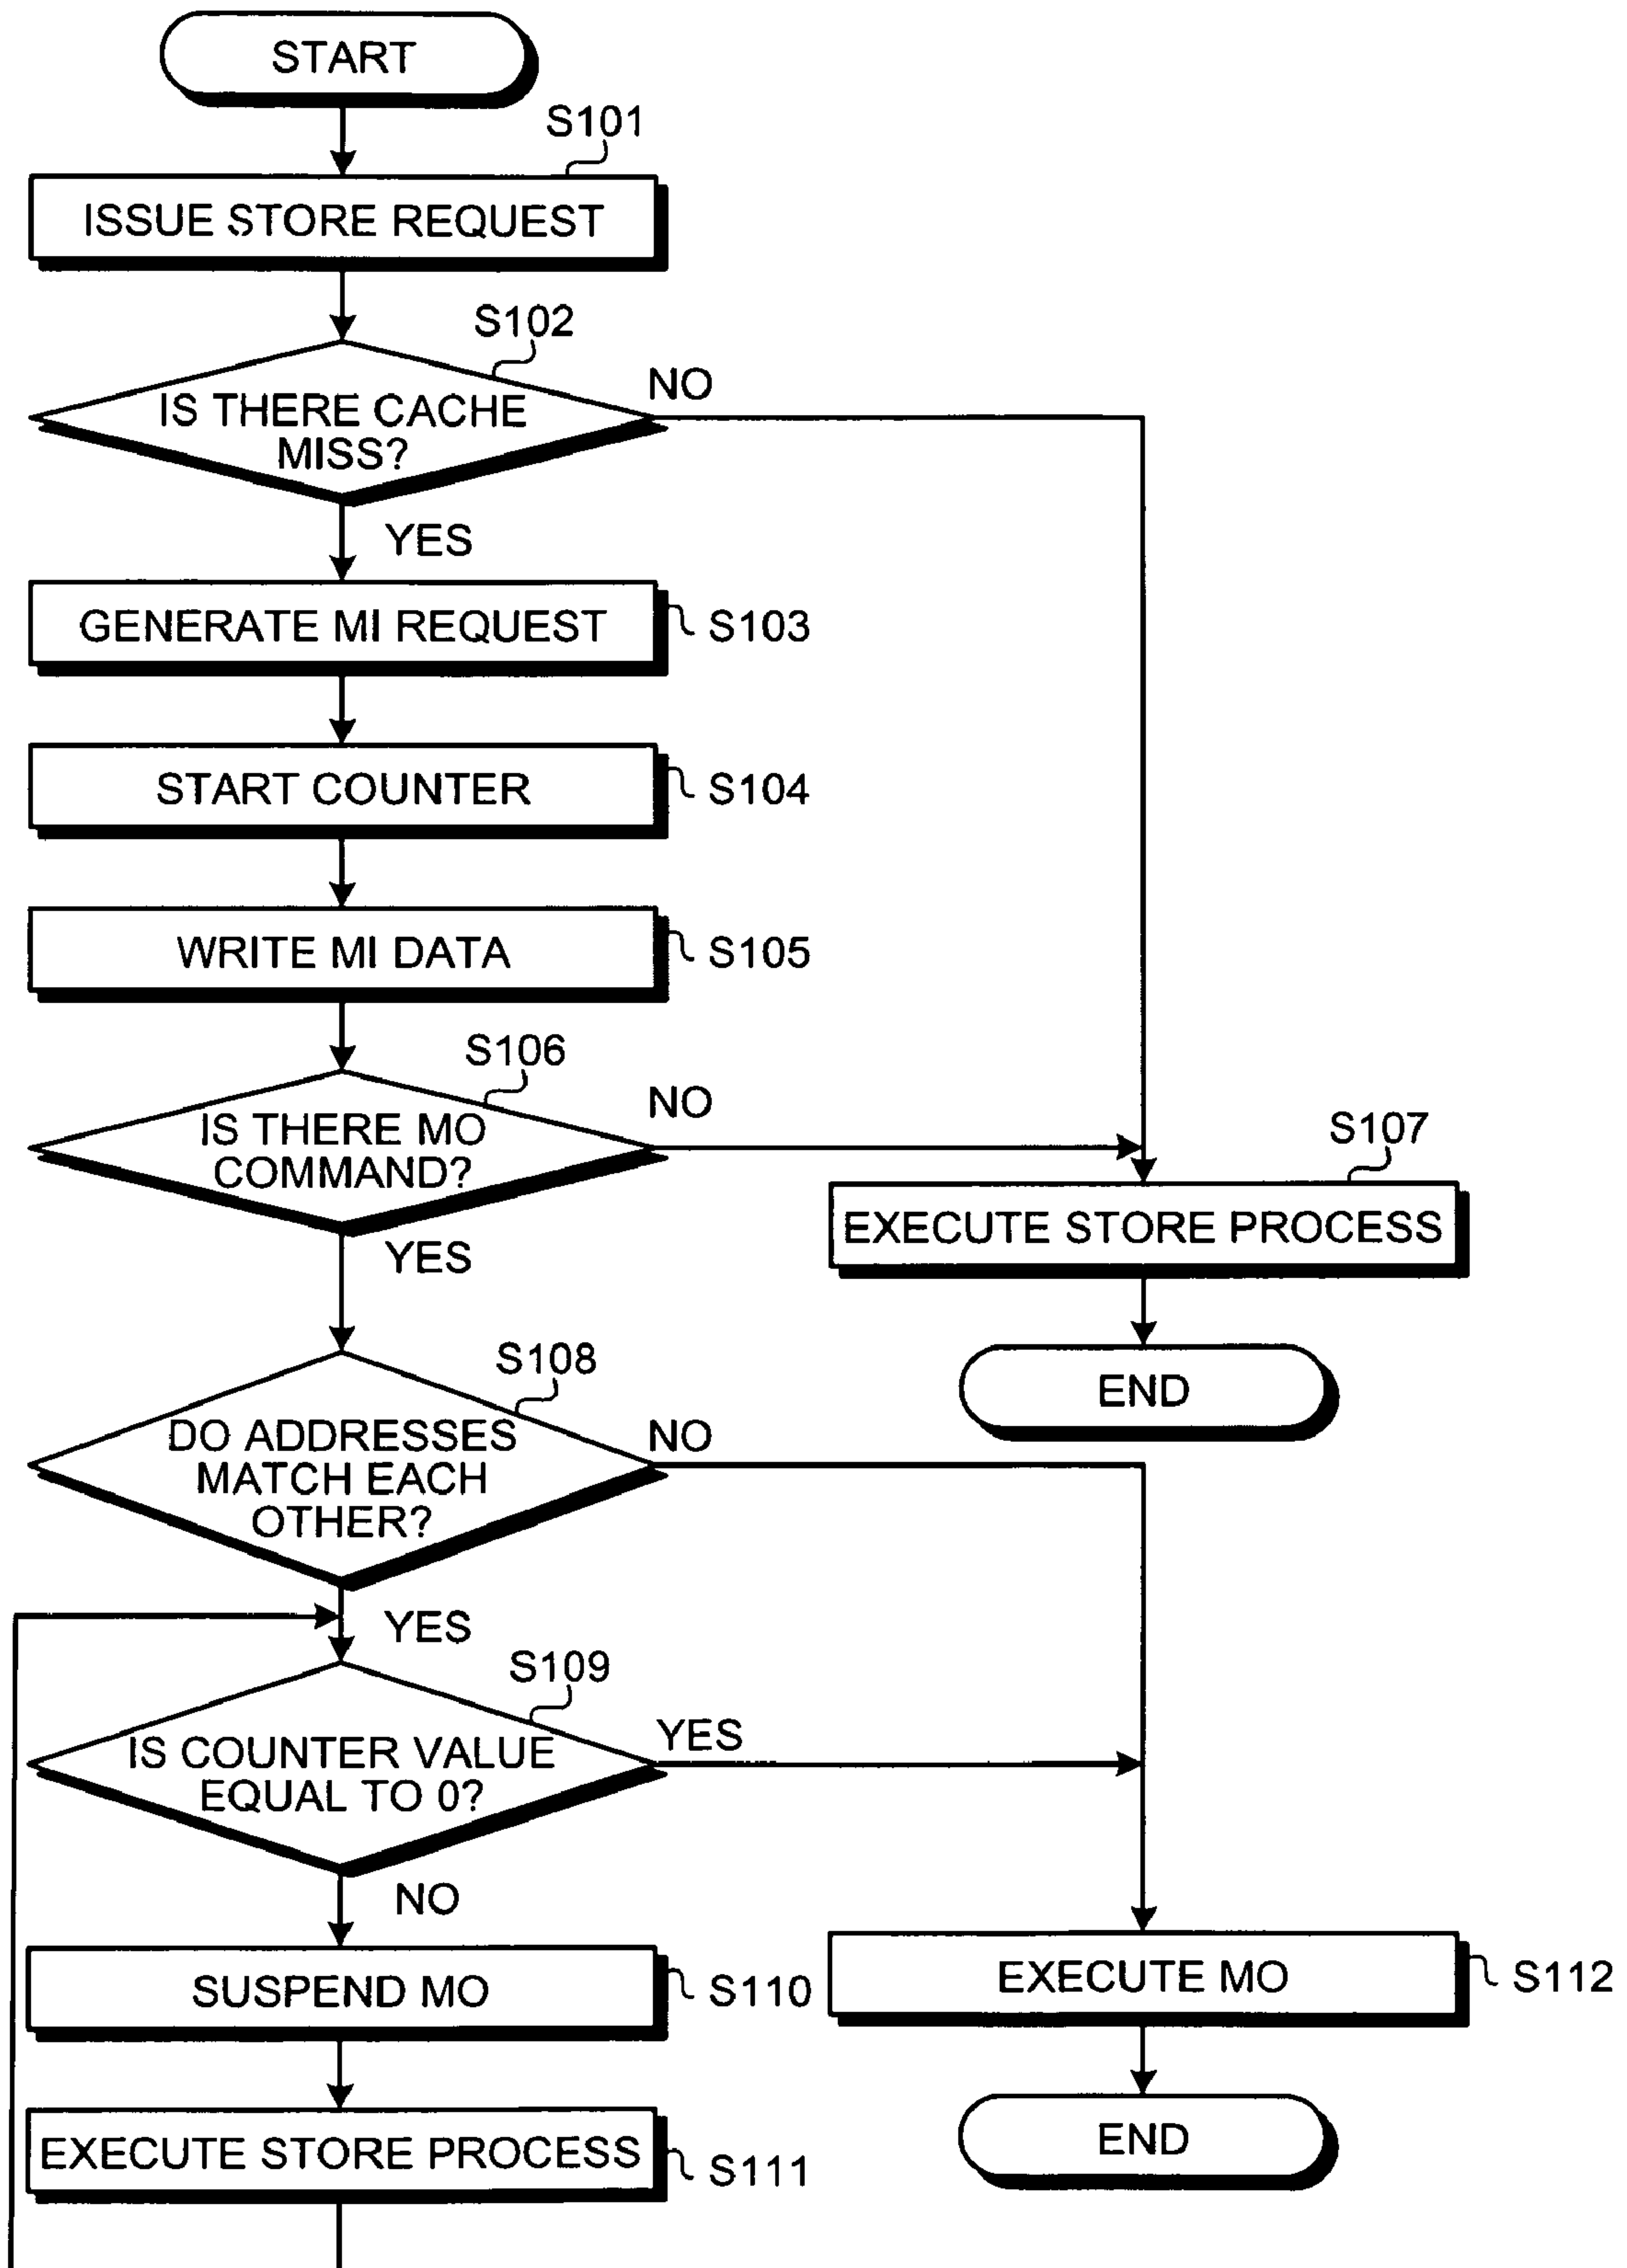 START
S101
ISSUE STORE REQUEST
S102
IS THERE CACHE
MISS?
NO
YES
GENERATE MI REQUEST
S103
START COUNTER
S104
WRITE MI DATA
S105
S106
IS THERE MO
COMMAND?
NO
YES
S107
EXECUTE STORE PROCESS
END
S108
DO ADDRESSES
MATCH EACH
OTHER?
NO
YES
S109
IS COUNTER VALUE
EQUAL TO 0?
YES
NO
SUSPEND MO
S110
EXECUTE MO
S112
EXECUTE STORE PROCESS
S111
END